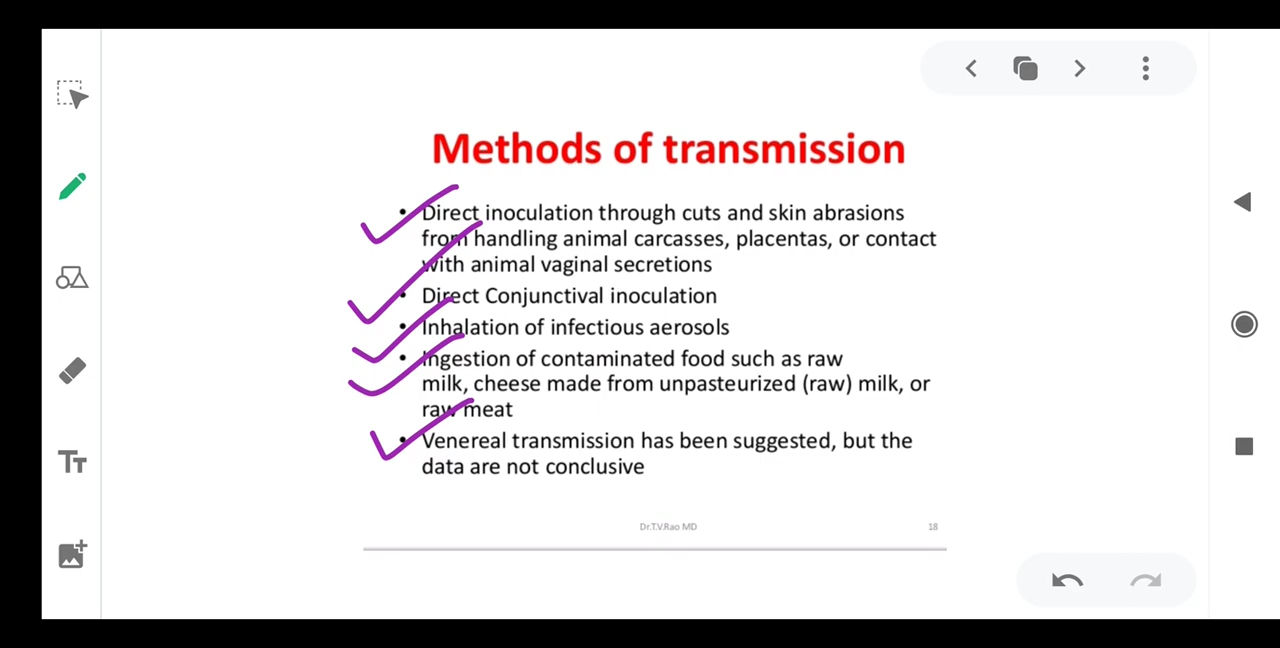 Methods of transmission
• Direct inoculation through cuts and skin abrasions
from handling animal carcasses, placentas, or contact
with animal vaginal secretions
• Direct Conjunctival inoculation
• Inhalation of infectious aerosols
• Ingestion of contaminated food such as raw
milk, cheese made from unpasteurized (raw) milk, or
raw meat
• Venereal transmission has been suggested, but the
data are not conclusive
Dr.T.V.Rao MD
18
TT